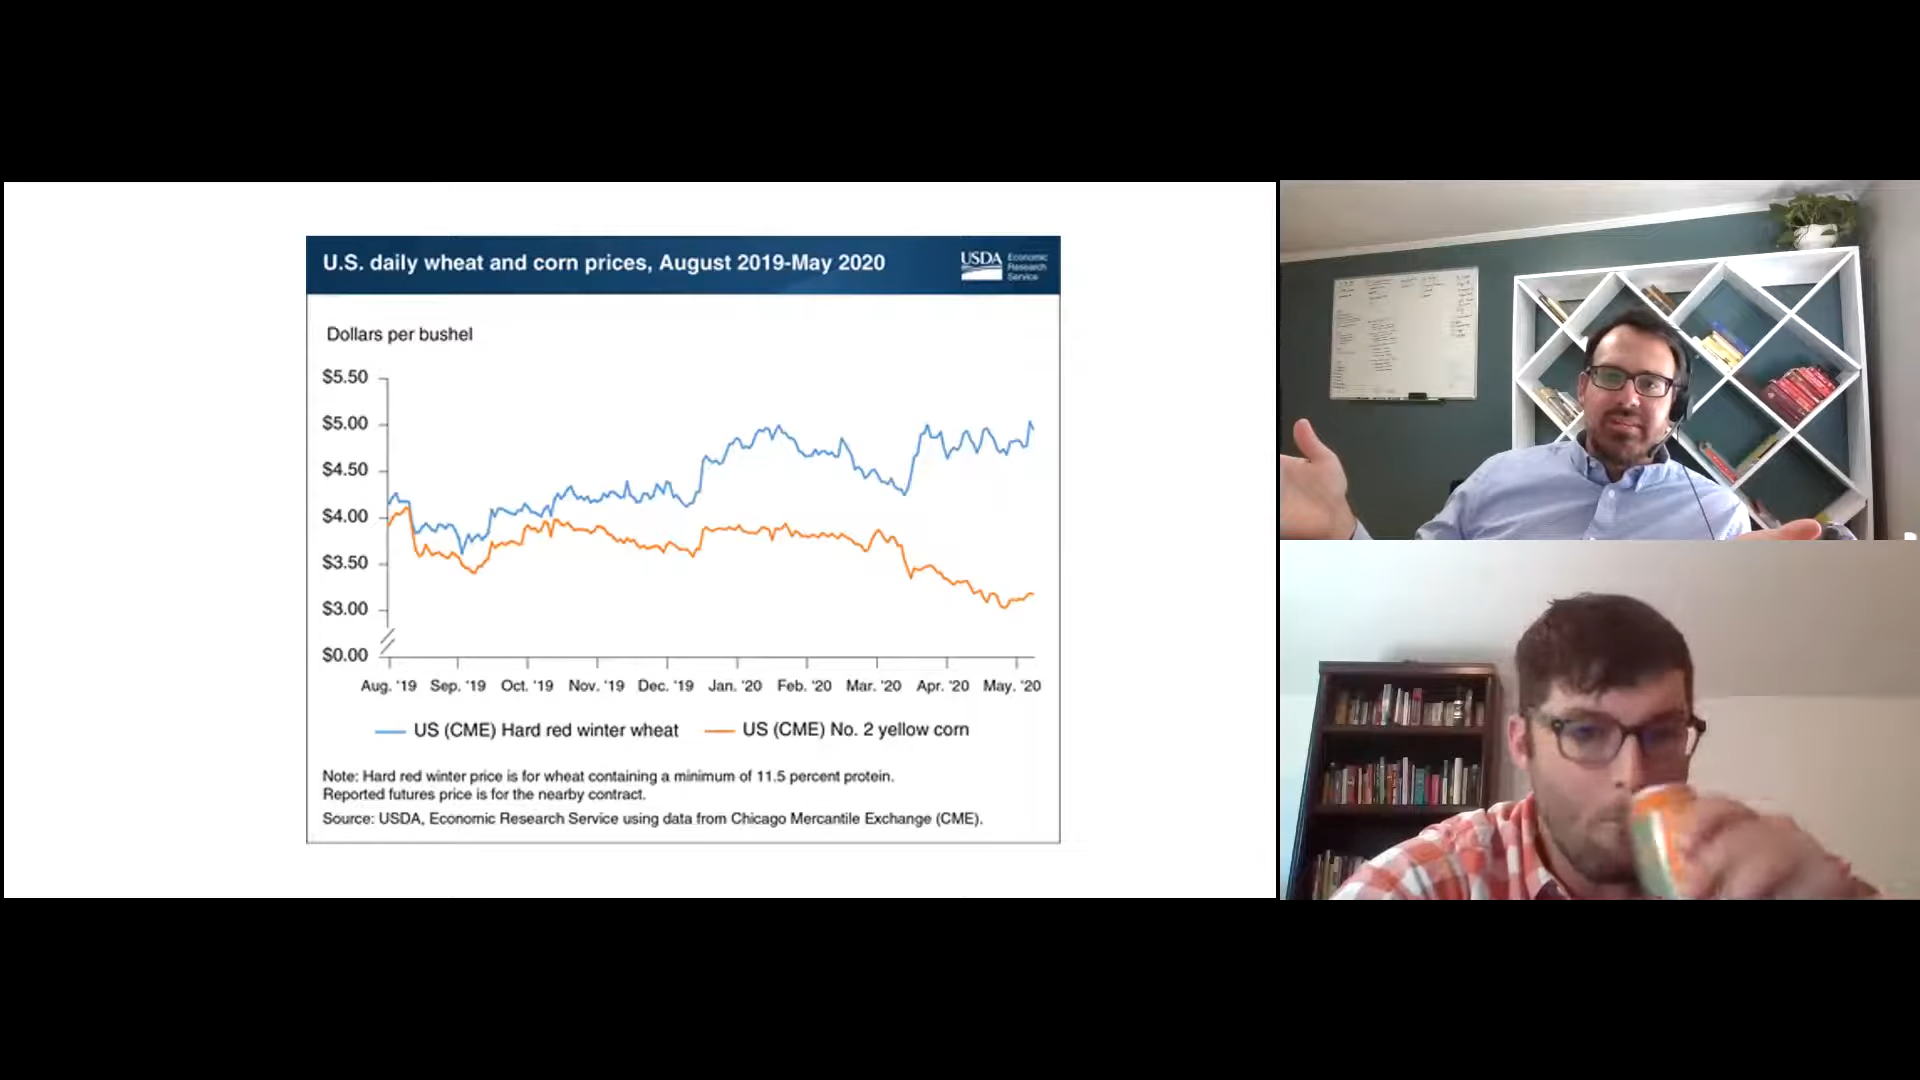 U.S. daily wheat and corn prices, August 2019-May 2020
USDA Economic
Research
Service
Dollars per bushel
$5.50
$5.00
$4.50
$4.00
$3.50
$3.00
$0.00
Aug. '19 Sep. '19 Oct. '19 Nov. '19 Dec. '19 Jan. '20 Feb. '20 Mar. '20 Apr. '20 May. '20
US (CME) Hard red winter wheat US (CME) No. 2 yellow corn
Note: Hard red winter price is for wheat containing a minimum of 11.5 percent protein.
Reported futures price is for the nearby contract.
Source: USDA, Economic Research Service using data from Chicago Mercantile Exchange (CME).